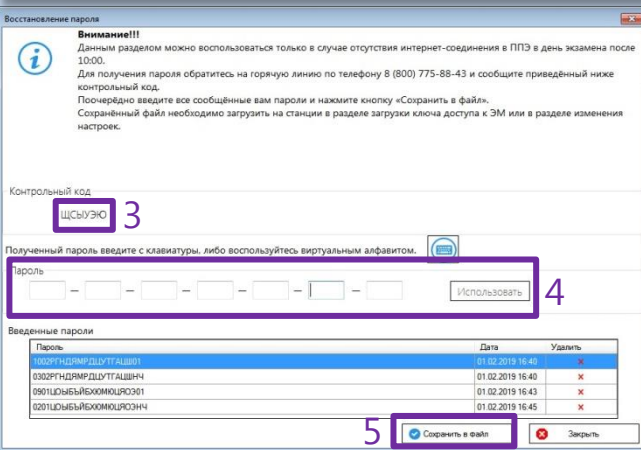 Восстановление пароля
Внимание!!!
Данным разделом можно воспользоваться только в случае отсутствия интернет-соединения в ППЭ в день экзамена после
10:00.
Для получения пароля обратитесь на горячую линию по телефону 8 (800) 775-88-43 и сообщите приведённый ниже
контрольный код.
Поочерёдно введите все сообщённые вам пароли и нажмите кнопку «Сохранить в файл».
Сохранённый файл необходимо загрузить на станции в разделе загрузки ключа доступа к ЭМ или в разделе изменения
настроек.
Контрольный код
ЩСЫУЭЮ 3
Полученный пароль введите с клавиатуры, либо воспользуйтесь виртуальным алфавитом.
Пароль
– – – – – – Использовать 4
Введенные пароли
Пароль Дата Удалить
1002РГНДЯМРДЦУТГАЦШ01 01.02.2019 16:40
0302РГНДЯМРДЦУТГАЦШНЧ 01.02.2019 16:40
0901ЦОЫБЪЙБХЮМЮЦЯОЭ01 01.02.2019 16:43
0201ЦОЫБЪЙБХЮМЮЦЯОЭНЧ 01.02.2019 16:45
5 Сохранить в файл Закрыть